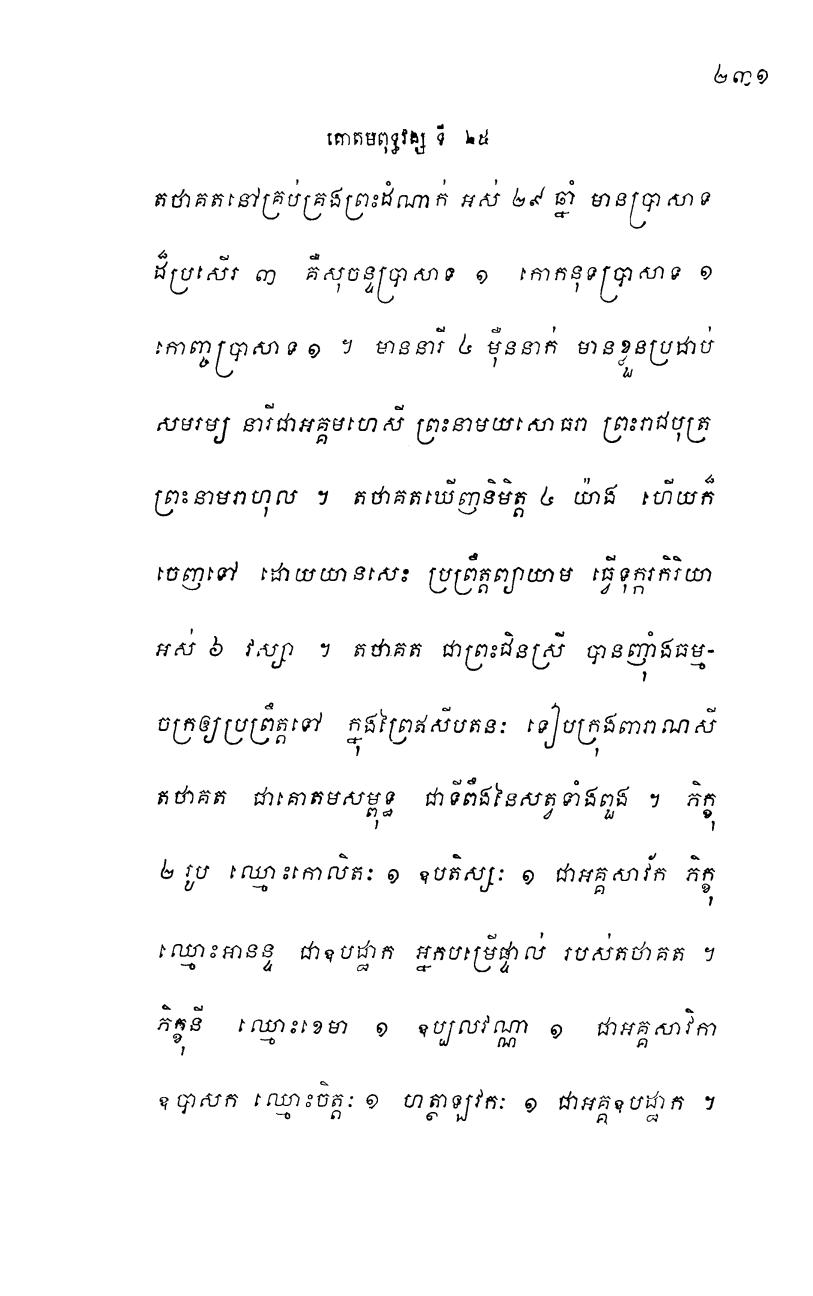 ២៣១
គោតមពុទ្ធវង្ស ទី ២៥
តថាគតនៅគ្រប់គ្រងព្រះដំណាក់ អស់ ២៩ ឆ្នាំ មានប្រាសាទ
ដ៏ប្រសើរ ៣ គឺសុចន្ទប្រាសាទ ១ កោកនុទប្រាសាទ ១
កោញ្ចប្រាសាទ ១ ។ មាននារី ៤ ម៉ឺននាក់ មានខ្លួនប្រដាប់
សមរម្យ នារីជាអគ្គមហេសី ព្រះនាមយសោធរា ព្រះរាជបុត្រ
ព្រះនាមរាហុល ។ តថាគតឃើញនិមិត្ត ៤ យ៉ាង ហើយក៏
ចេញទៅ ដោយយានសេះ ប្រព្រឹត្តព្យាយាម ធ្វើទុក្ករកិរិយា
អស់ ៦ វស្សា ។ តថាគត ជាព្រះជិនស្រី បានញ៉ាំងធម្ម-
ចក្រឲ្យប្រព្រឹត្តទៅ ក្នុងព្រៃឥសីបតនៈ ទៀបក្រុងពារាណសី
តថាគត ជាគោតមសម្ពុទ្ធ ជាទីពឹងនៃសត្វទាំងពួង ។ ភិក្ខុ
២ រូប ឈ្មោះកោលិតៈ ១ ឧបតិស្សៈ ១ ជាអគ្គសាវ័ក ភិក្ខុ
ឈ្មោះអានន្ទ ជាឧបដ្ឋាក អ្នកបម្រើផ្ទាល់ របស់តថាគត ។
ភិក្ខុនី ឈ្មោះខេមា ១ ឧប្បលវណ្ណា ១ ជាអគ្គសាវិកា
ឧបាសក ឈ្មោះចិត្តៈ ១ ហត្ថាឡវកៈ ១ ជាអគ្គឧបដ្ឋាក ។